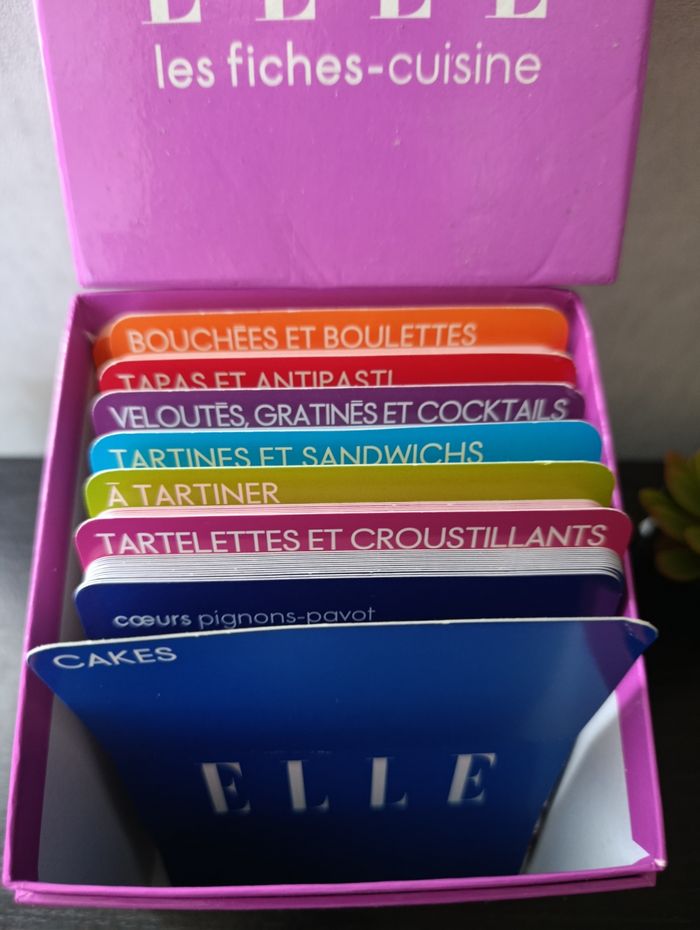 ELLE
les fiches-cuisine
BOUCHÉES ET BOULETTES
TAPAS ET ANTIPASTI
VELOUTÉS, GRATINÉS ET COCKTAILS
TARTINES ET SANDWICHS
À TARTINER
TARTELETTES ET CROUSTILLANTS
cœurs pignons-pavot
CAKES
ELLE